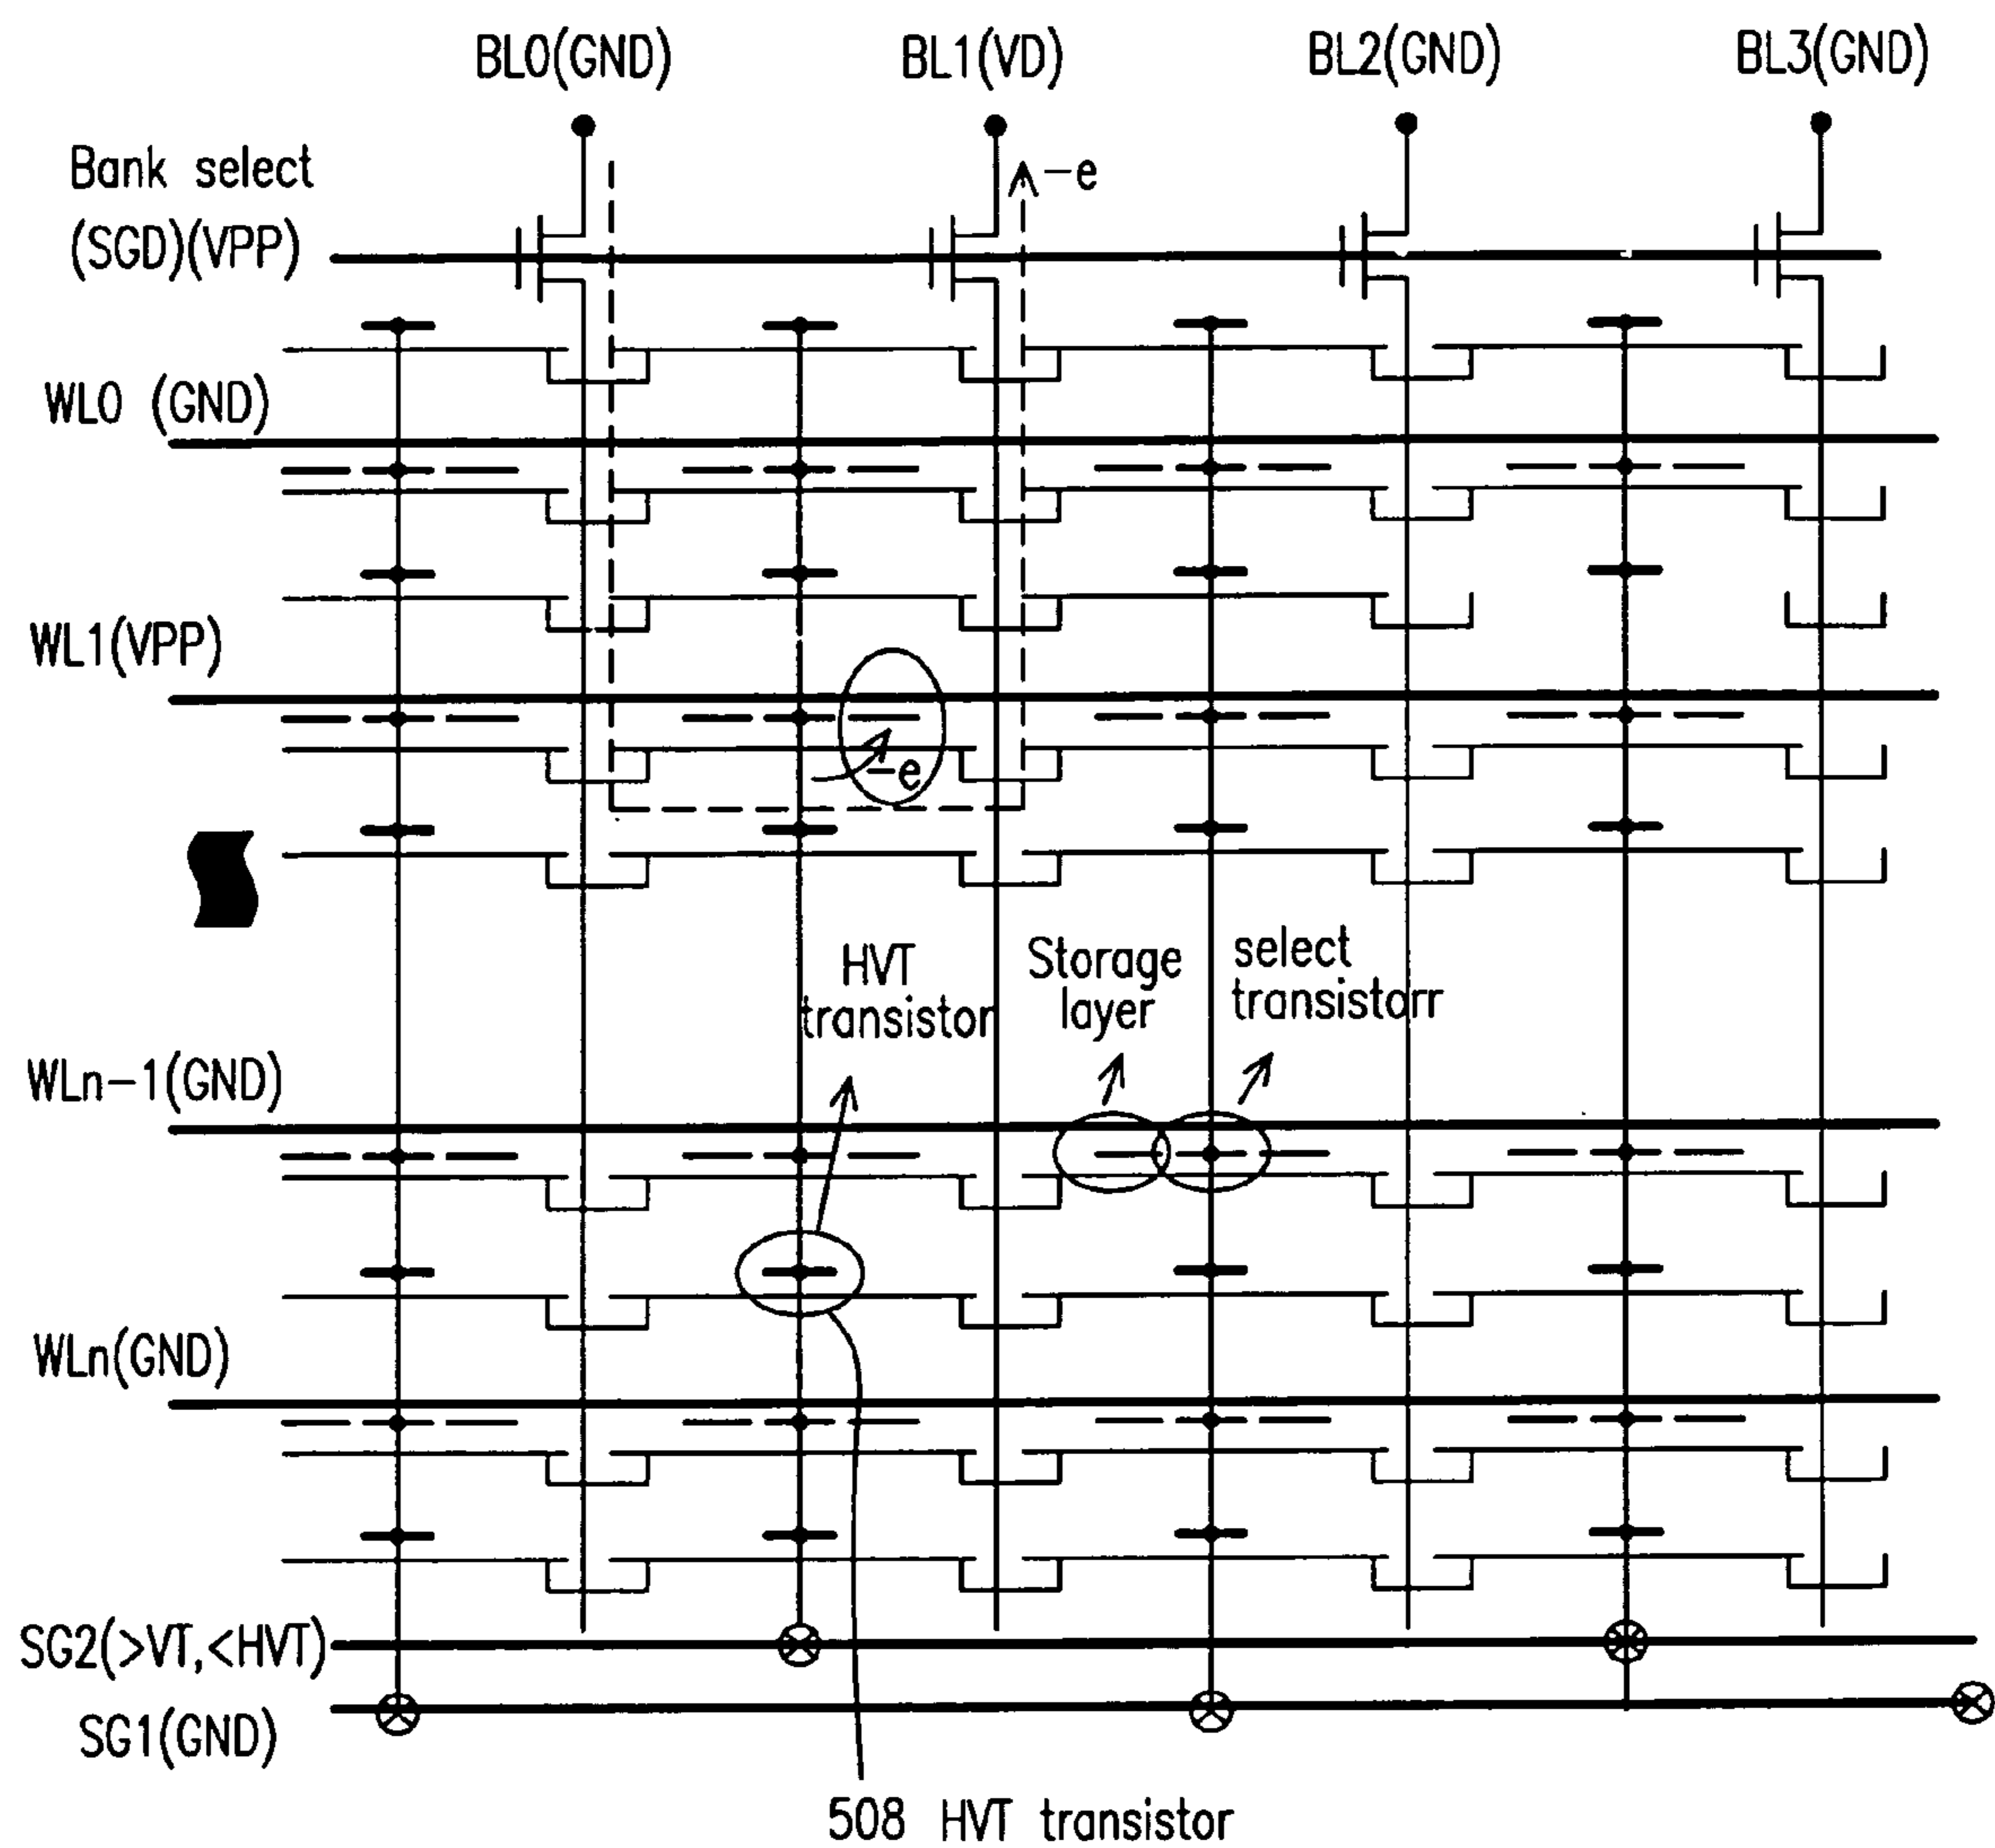 BL0(GND)
BL1(VD)
BL2(GND)
BL3(GND)
Bank select
(SGD)(VPP)
-e
WL0 (GND)
WL1(VPP)
-e
HVT
transistor
Storage
layer
select
transistorr
WLn-1(GND)
WLn(GND)
SG2(>VT,<HVT)
SG1(GND)
508 HVT transistor